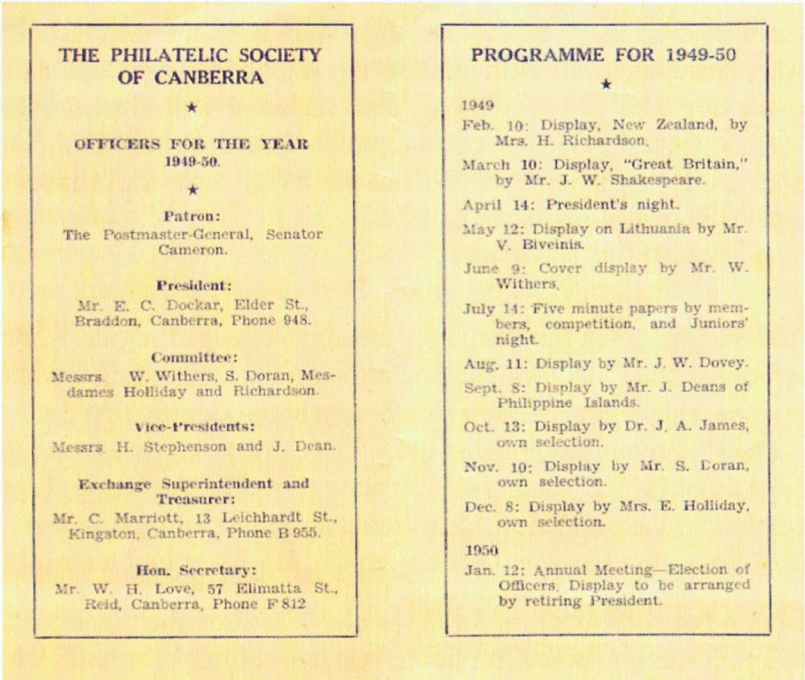 THE PHILATELIC SOCIETY
OF CANBERRA
★
OFFICERS FOR THE YEAR
1949-50.
★
Patron:
The Postmaster-General, Senator
Cameron.
President:
Mr. E. C. Dockar, Elder St.,
Braddon, Canberra, Phone 948.
Committee:
Messrs. W. Withers, S. Doran, Mes-
dames Holliday and Richardson.
Vice-Presidents:
Messrs. H. Stephenson and J. Dean.
Exchange Superintendent and
Treasurer:
Mr. C. Marriott, 13 Leichhardt St.,
Kingston, Canberra, Phone B 955.
Hon. Secretary:
Mr. W. H. Love, 57 Elimatta St.,
Reid, Canberra, Phone F 812
PROGRAMME FOR 1949-50
★
1949
Feb. 10: Display, New Zealand, by
Mrs. H. Richardson.
March 10: Display, "Great Britain,"
by Mr. J. W. Shakespeare.
April 14: President's night.
May 12: Display on Lithuania by Mr.
V. Biveinis.
June 9: Cover display by Mr. W.
Withers.
July 14: Five minute papers by mem-
bers, competition, and Juniors'
night.
Aug. 11: Display by Mr. J. W. Dovey.
Sept. 8: Display by Mr. J. Deans of
Philippine Islands.
Oct. 13: Display by Dr. J. A. James,
own selection.
Nov. 10: Display by Mr. S. Doran,
own selection.
Dec. 8: Display by Mrs. E. Holliday,
own selection.
1950
Jan. 12: Annual Meeting—Election of
Officers. Display to be arranged
by retiring President.